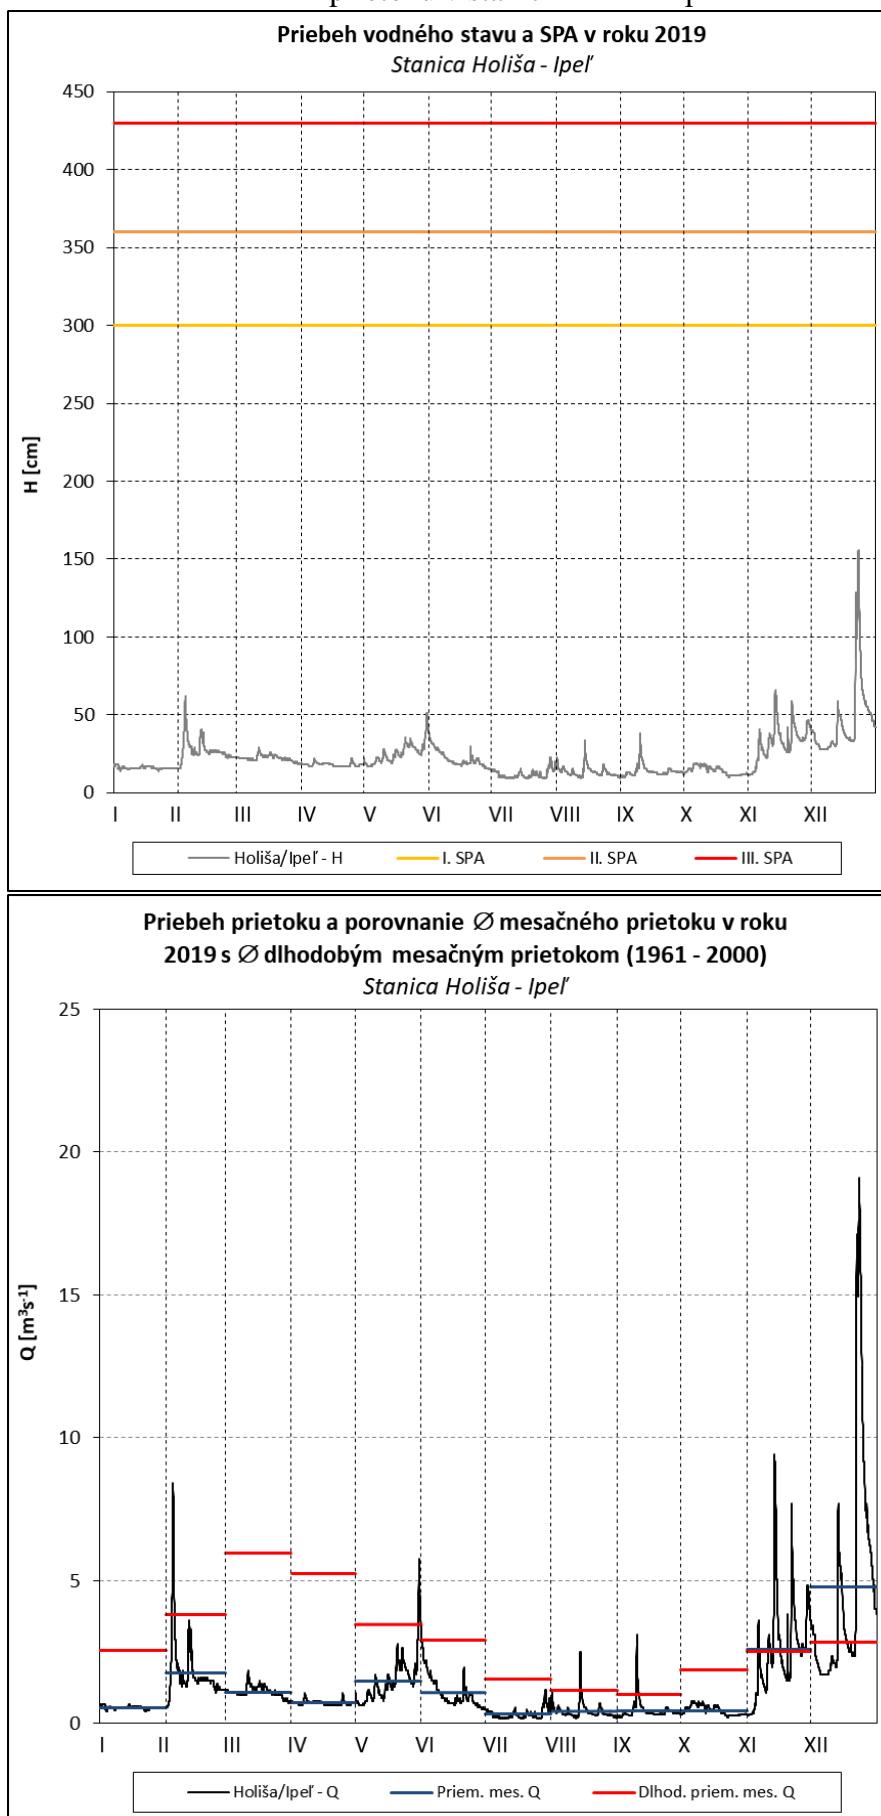 Priebeh vodného stavu a SPA v roku 2019
Stanica Holiša - Ipeľ
H [cm]
450
400
350
300
250
200
150
100
50
0
I II III IV V VI VII VIII IX X XI XII
Holiša/Ipeľ - H I. SPA II. SPA III. SPA
Priebeh prietoku a porovnanie ∅ mesačného prietoku v roku
2019 s ∅ dlhodobým mesačným prietokom (1961 - 2000)
Stanica Holiša - Ipeľ
Q [m³s⁻¹]
25
20
15
10
5
0
I II III IV V VI VII VIII IX X XI XII
Holiša/Ipeľ - Q Priem. mes. Q Dlhod. priem. mes. Q